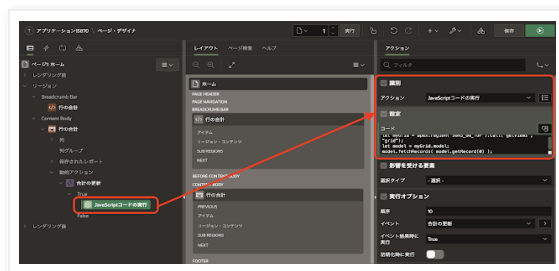 アプリケーション15870 \ ページ・デザイナ
1
実行
保存
ページ1: ホーム
レンダリング前
リージョン
Breadcrumb Bar
行の合計
Content Body
行の合計
列
列グループ
保存されたレポート
動的アクション
合計の更新
True
JavaScriptコードの実行
False
レンダリング後
レイアウト ページ検索 ヘルプ
ホーム
PAGE HEADER
PAGE NAVIGATION
BREADCRUMB BAR
行の合計
アイテム
リージョン・コンテンツ
SUB REGIONS
NEXT
BEFORE CONTENT BODY
CONTENT BODY
行の合計
PREVIOUS
アイテム
リージョン・コンテンツ
SUB REGIONS
NEXT
FOOTER
アクション
フィルタ
識別
アクション JavaScriptコードの実行
設定
コード
"grid");
let model = myGrid.model;
model.fetchRecords( model.getRecord(0) );
影響を受ける要素
選択タイプ - 選択 -
実行オプション
順序 10
イベント 合計の更新
イベント結果時に True
実行
初期化時に実行